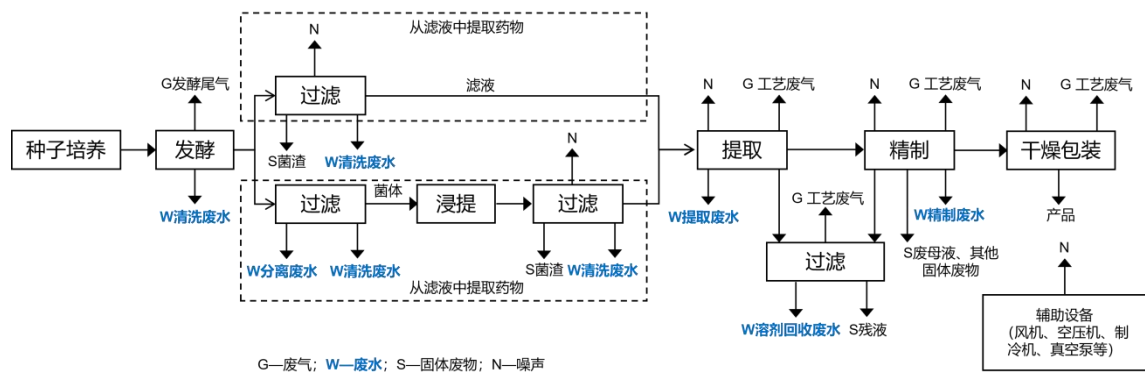 N
从滤液中提取药物
G发酵尾气
过滤
滤液
S菌渣
W清洗废水
种子培养
发酵
W清洗废水
N
过滤
菌体
浸提
过滤
W分离废水
W清洗废水
S菌渣
W清洗废水
从滤液中提取药物
N
G 工艺废气
N
G 工艺废气
N
G 工艺废气
提取
精制
干燥包装
W提取废水
G 工艺废气
W精制废水
产品
过滤
S废母液、其他
固体废物
N
W溶剂回收废水
S残液
辅助设备
(风机、空压机、制
冷机、真空泵等)
G—废气；W—废水；S—固体废物；N—噪声